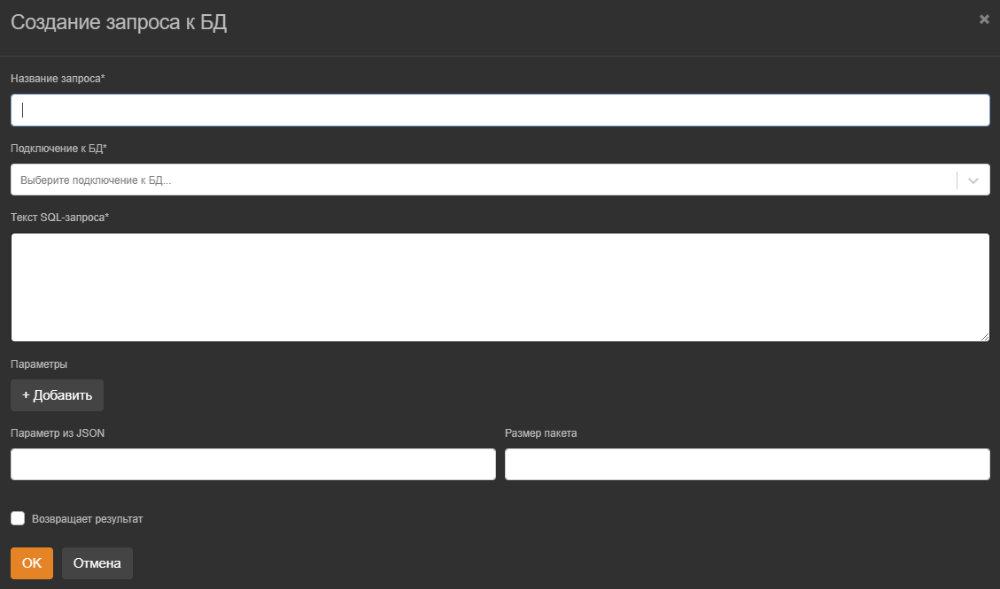 Создание запроса к БД
Название запроса*
Подключение к БД*
Выберите подключение к БД...
Текст SQL-запроса*
Параметры
+ Добавить
Параметр из JSON
Размер пакета
Возвращает результат
OK
Отмена